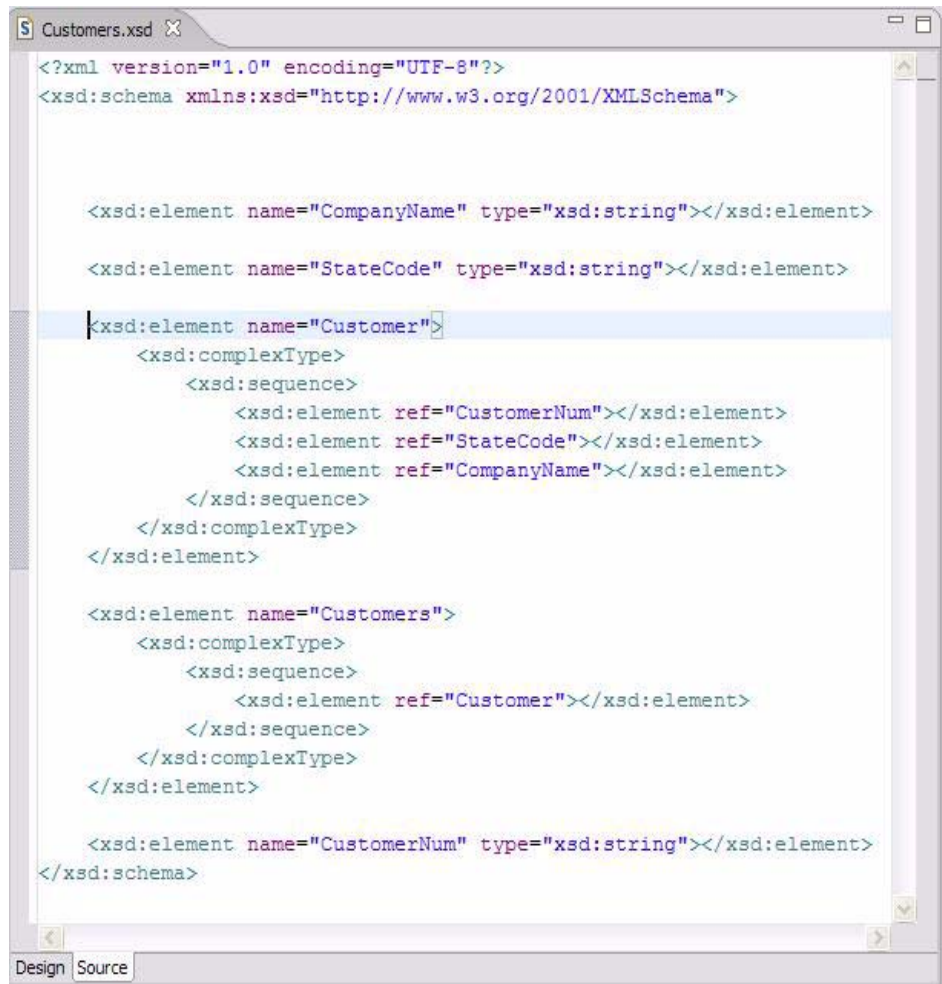 Customers.xsd
<?xml version="1.0" encoding="UTF-8"?>
<xsd:schema xmlns:xsd="http://www.w3.org/2001/XMLSchema">
<xsd:element name="CompanyName" type="xsd:string"></xsd:element>
<xsd:element name="StateCode" type="xsd:string"></xsd:element>
<xsd:element name="Customer">
<xsd:complexType>
<xsd:sequence>
<xsd:element ref="CustomerNum"></xsd:element>
<xsd:element ref="StateCode"></xsd:element>
<xsd:element ref="CompanyName"></xsd:element>
</xsd:sequence>
</xsd:complexType>
</xsd:element>
<xsd:element name="Customers">
<xsd:complexType>
<xsd:sequence>
<xsd:element ref="Customer"></xsd:element>
</xsd:sequence>
</xsd:complexType>
</xsd:element>
<xsd:element name="CustomerNum" type="xsd:string"></xsd:element>
</xsd:schema>
Design Source